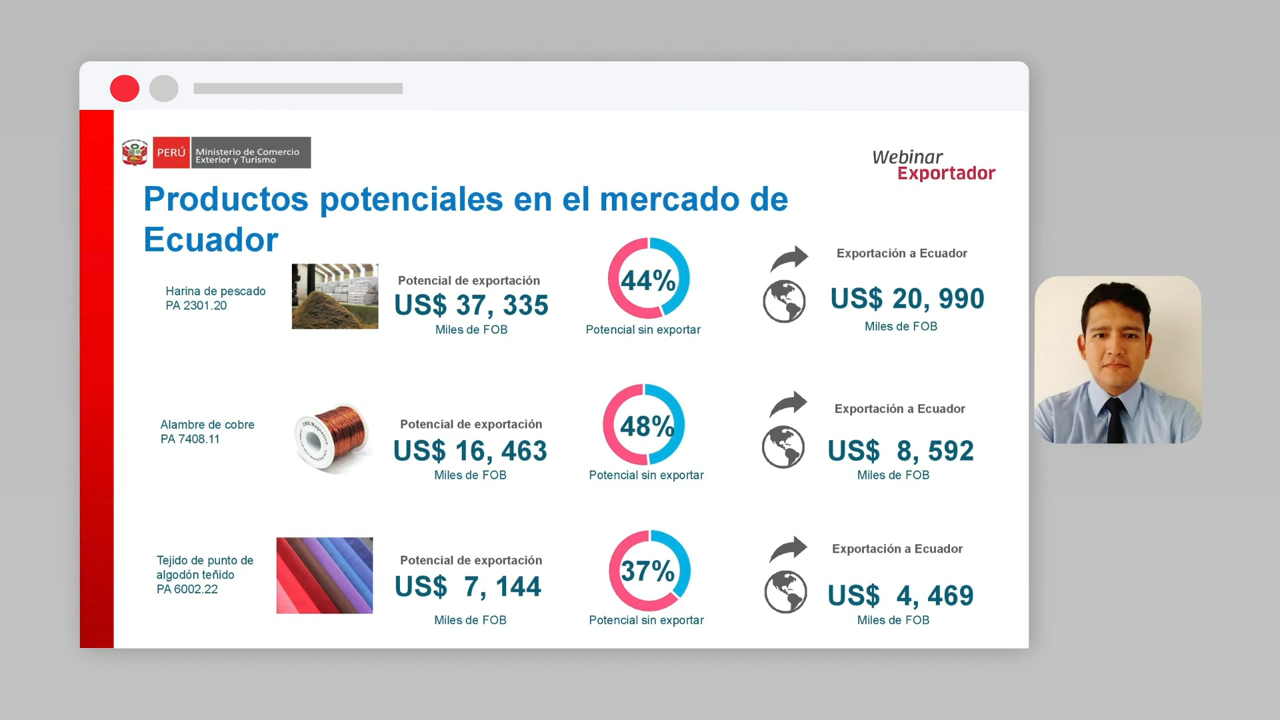 PERÚ
Ministerio de Comercio
Exterior y Turismo
Webinar
Exportador
Productos potenciales en el mercado de
Ecuador
Harina de pescado
PA 2301.20
Potencial de exportación
US$ 37, 335
Miles de FOB
44%
Potencial sin exportar
Exportación a Ecuador
US$ 20, 990
Miles de FOB
Alambre de cobre
PA 7408.11
Potencial de exportación
US$ 16, 463
Miles de FOB
48%
Potencial sin exportar
Exportación a Ecuador
US$ 8, 592
Miles de FOB
Tejido de punto de
algodón teñido
PA 6002.22
Potencial de exportación
US$ 7, 144
Miles de FOB
37%
Potencial sin exportar
Exportación a Ecuador
US$ 4, 469
Miles de FOB